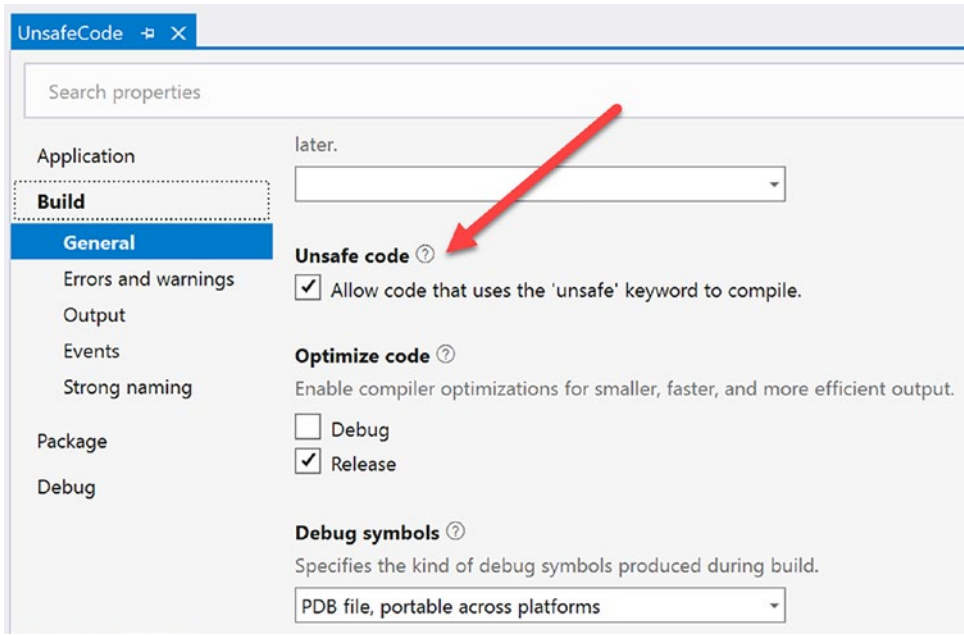 UnsafeCode
Search properties
Application
Build
General
Errors and warnings
Output
Events
Strong naming
Package
Debug
later.
Unsafe code
Allow code that uses the 'unsafe' keyword to compile.
Optimize code
Enable compiler optimizations for smaller, faster, and more efficient output.
Debug
Release
Debug symbols
Specifies the kind of debug symbols produced during build.
PDB file, portable across platforms